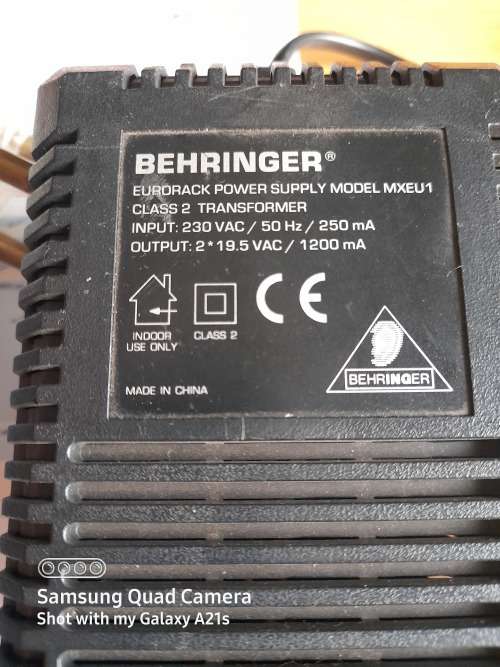 BEHRINGER®
EURORACK POWER SUPPLY MODEL MXEU1
CLASS 2 TRANSFORMER
INPUT: 230 VAC / 50 Hz / 250 mA
OUTPUT: 2*19.5 VAC / 1200 mA
INDOOR
USE ONLY
CLASS 2
CE
BEHRINGER
MADE IN CHINA
Samsung Quad Camera
Shot with my Galaxy A21s